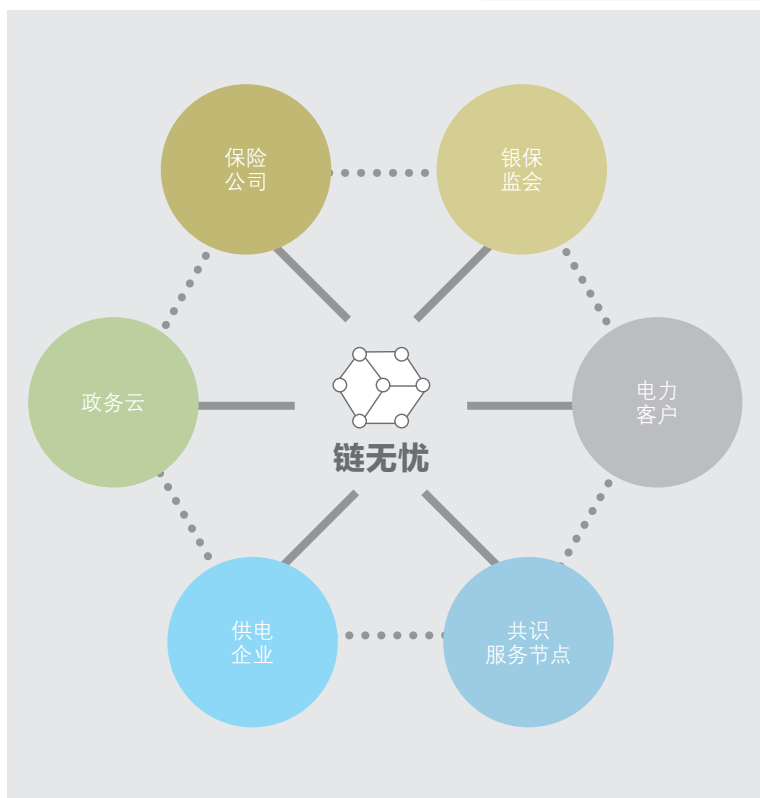 保险
公司
银保
监会
政务云
电力
客户
链无忧
供电
企业
共识
服务节点